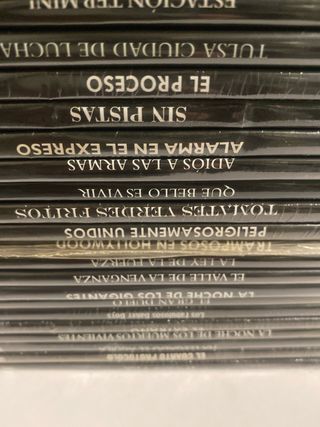 ESTACIÓN TERMINI
TULSA CIUDAD DE LUCHA
EL PROCESO
SIN PISTAS
ALARMA EN EL EXPRESO
ADIÓS A LAS ARMAS
QUE BELLO ES VIVIR
TOMATES VERDES FRITOS
PELIGROSAMENTE UNIDOS
TRAMPOSOS EN HOLLYWOOD
LA LEY DE LA FUERZA
EL VALLE DE LA VENGANZA
LA NOCHE DE LOS GIGANTES
EL GRAN DUELO
Los Fabulosos Baker Boys
LA NOCHE DE LOS MUERTOS VIVIENTES
EL CUARTO PROTOCOLO